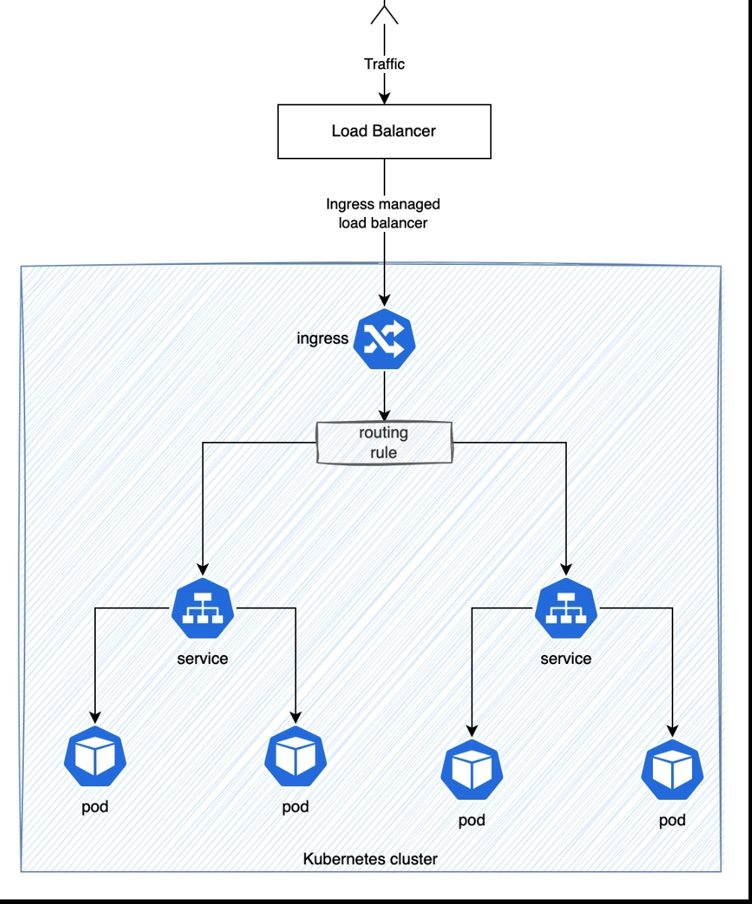 Traffic
Load Balancer
Ingress managed
load balancer
ingress
routing
rule
service
service
pod
pod
pod
pod
Kubernetes cluster